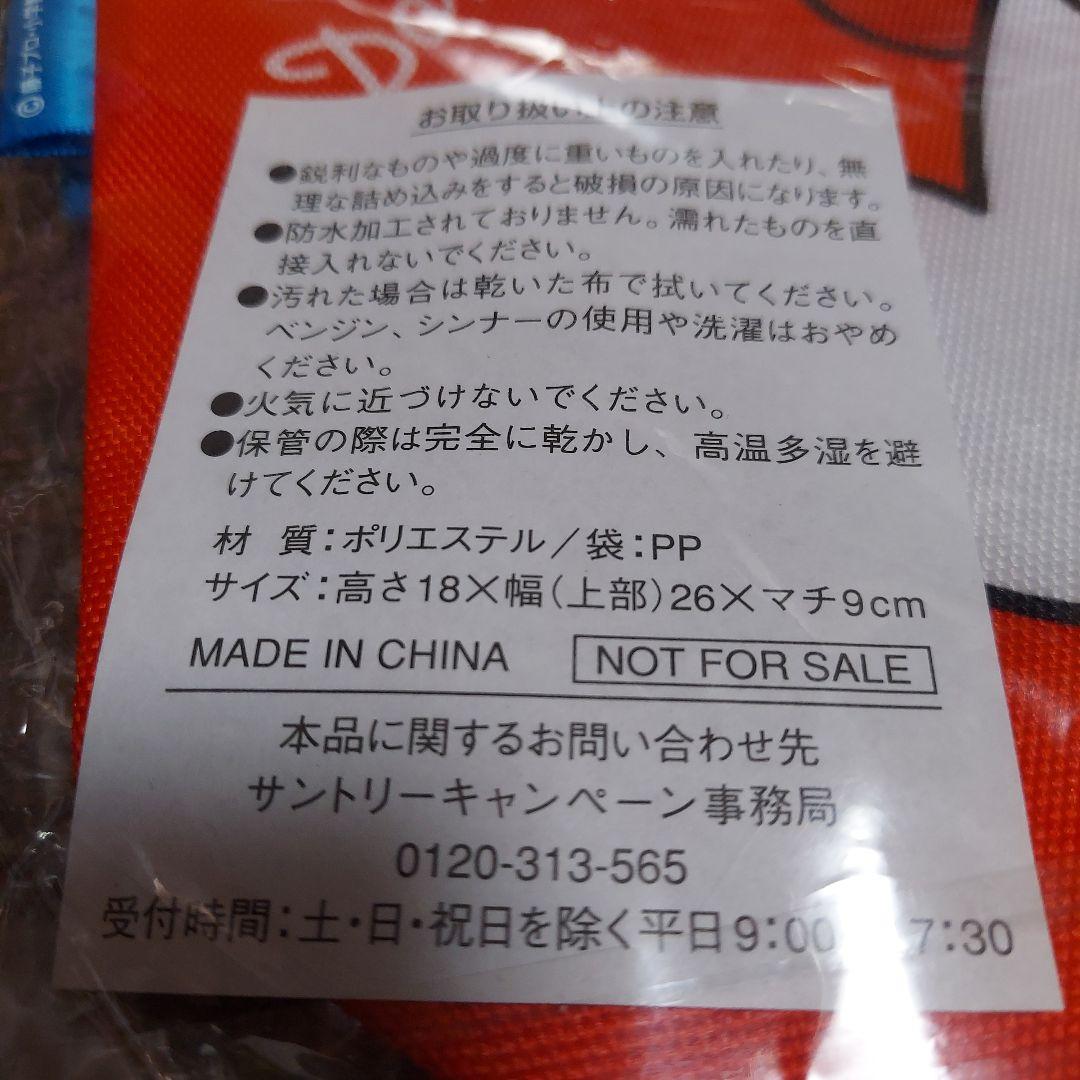 © 藤子プロ・小学館
お取り扱い上の注意
●鋭利なものや過度に重いものを入れたり、無
理な詰め込みをすると破損の原因になります。
●防水加工されておりません。濡れたものを直
接入れないでください。
●汚れた場合は乾いた布で拭いてください。
ベンジン、シンナーの使用や洗濯はおやめ
ください。
●火気に近づけないでください。
●保管の際は完全に乾かし、高温多湿を避
けてください。
材 質：ポリエステル/袋：PP
サイズ：高さ18×幅(上部)26×マチ9cm
MADE IN CHINA
NOT FOR SALE
本品に関するお問い合わせ先
サントリーキャンペーン事務局
0120-313-565
受付時間：土・日・祝日を除く平日9：00 7：30